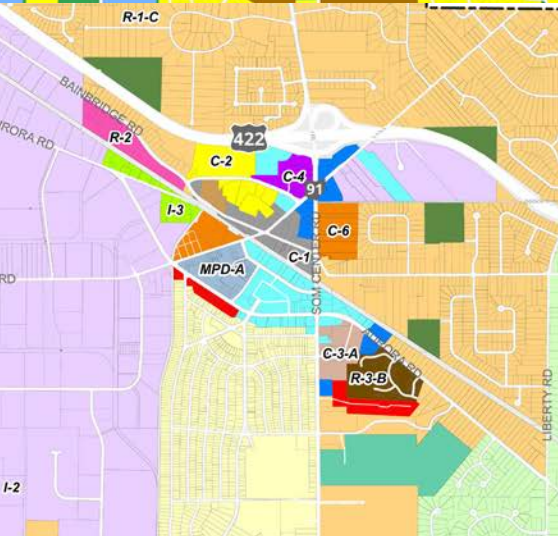 R-1-C
BAINBRIDGE RD
RORA RD
R-2
422
C-2
C-4
91
I-3
C-6
SOM CENTER RD
C-1
RD
MPD-A
C-3-A
AURORA RD
R-3-B
LIBERTY RD
I-2